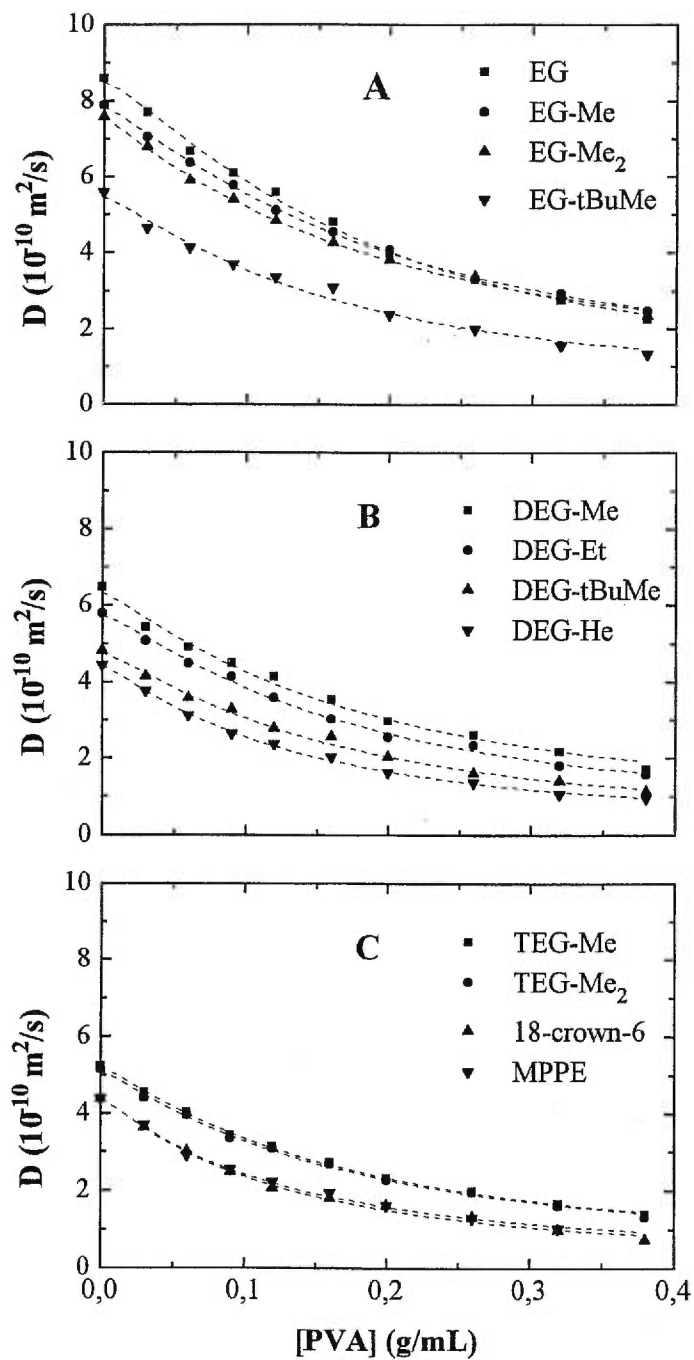 10
8
6
4
2
0
D (10⁻¹⁰ m²/s)
A
EG
EG-Me
EG-Me₂
EG-tBuMe
10
8
6
4
2
0
D (10⁻¹⁰ m²/s)
B
DEG-Me
DEG-Et
DEG-tBuMe
DEG-He
10
8
6
4
2
0
D (10⁻¹⁰ m²/s)
C
TEG-Me
TEG-Me₂
18-crown-6
MPPE
0,0 0,1 0,2 0,3 0,4
[PVA] (g/mL)